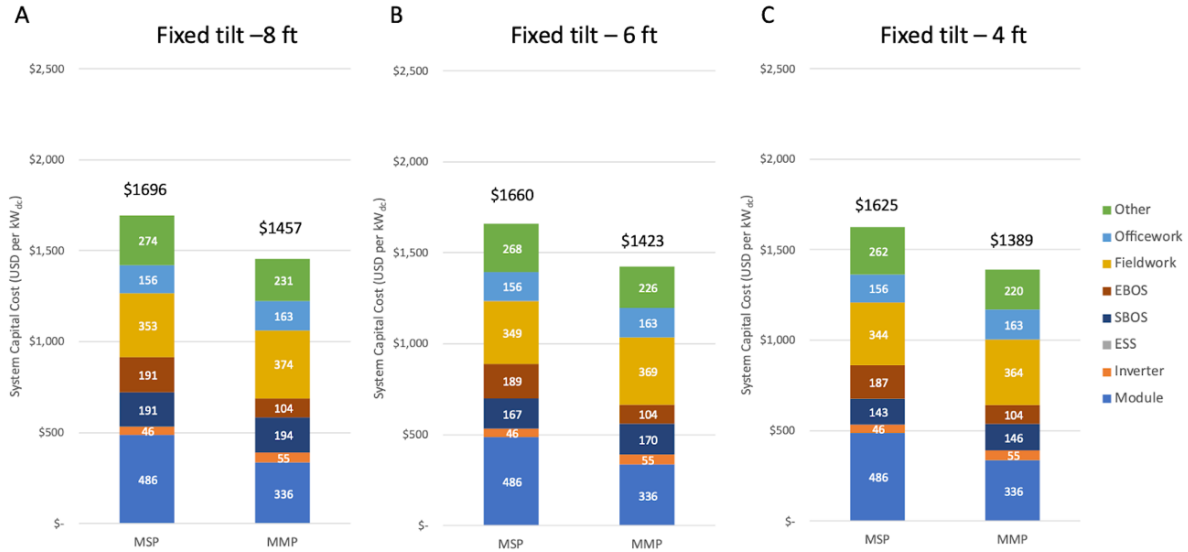 A
Fixed tilt –8 ft
System Capital Cost (USD per kWdc)
$2,500
$2,000
$1,500
$1,000
$500
$-
$1696
274
156
353
191
191
46
486
MSP
$1457
231
163
374
104
194
55
336
MMP
B
Fixed tilt – 6 ft
System Capital Cost (USD per kWdc)
$2,500
$2,000
$1,500
$1,000
$500
$-
$1660
268
156
349
189
167
46
486
MSP
$1423
226
163
369
104
170
55
336
MMP
C
Fixed tilt – 4 ft
System Capital Cost (USD per kWdc)
$2,500
$2,000
$1,500
$1,000
$500
$-
$1625
262
156
344
187
143
46
486
MSP
$1389
220
163
364
104
146
55
336
MMP
Other
Officework
Fieldwork
EBOS
SBOS
ESS
Inverter
Module